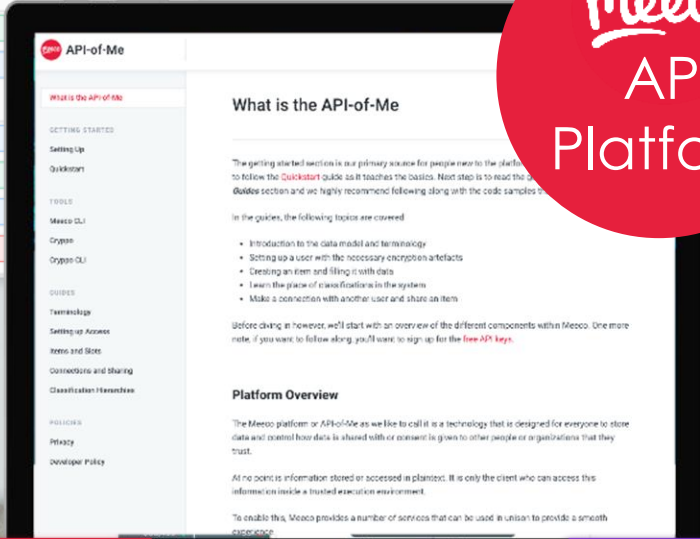 meeco
API
Platfo
API-of-Me
What is the API-of-Me
GETTING STARTED
Setting Up
Quickstart
TOOLS
Meeco CLI
Cryppo
Cryppo CLI
GUIDES
Terminology
Setting up Access
Items and Slots
Connections and Sharing
Classification Hierarchies
POLICIES
Privacy
Developer Policy
What is the API-of-Me
The getting started section is our primary source for people new to the
to follow the Quickstart guide as it teaches the basics. Next step is to read the
Guides section and we highly recommend following along with the code samples
In the guides, the following topics are covered
• Introduction to the data model and terminology
• Setting up a user with the necessary encryption artefacts
• Creating an item and filling it with data
• Learn the place of classifications in the system
• Make a connection with another user and share an item
Before diving in however, we'll start with an overview of the different components within Meeco. One more
note, if you want to follow along, you'll want to sign up for the free API keys.
Platform Overview
The Meeco platform or API-of-Me as we like to call it is a technology that is designed for everyone to store
data and control how data is shared with or consent is given to other people or organizations that they
trust.
At no point is information stored or accessed in plaintext. It is only the client who can access this
information inside a trusted execution environment.
To enable this, Meeco provides a number of services that can be used in unison to provide a smooth
experience